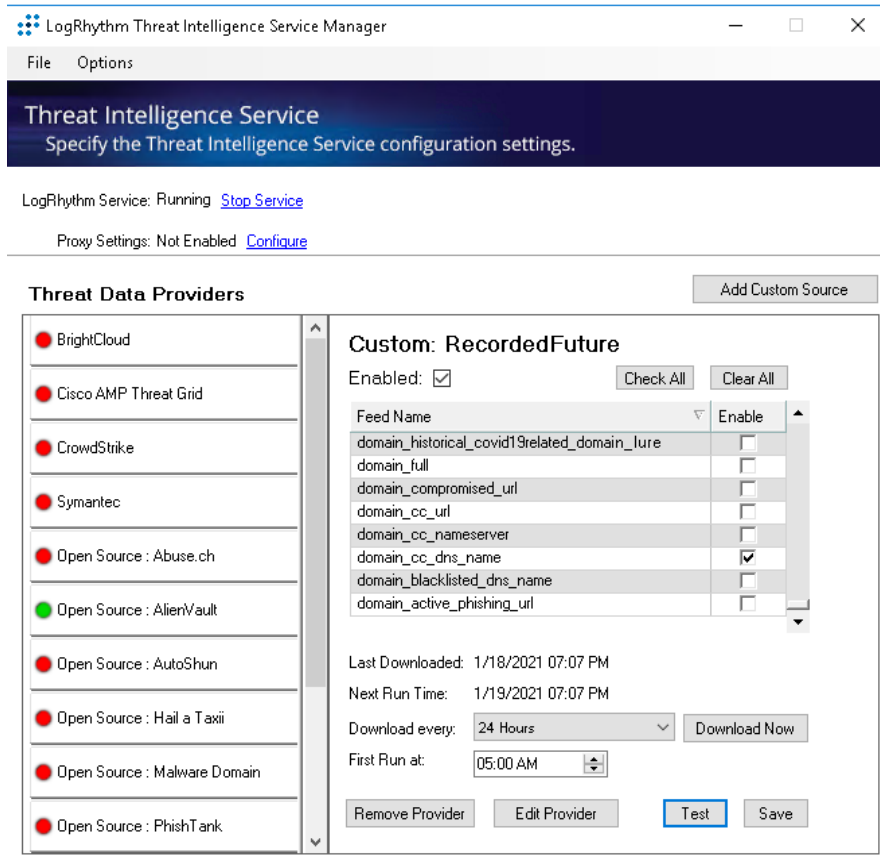 LogRhythm Threat Intelligence Service Manager
File Options
Threat Intelligence Service
Specify the Threat Intelligence Service configuration settings.
LogRhythm Service: Running Stop Service
Proxy Settings: Not Enabled Configure
Threat Data Providers
Add Custom Source
BrightCloud
Cisco AMP Threat Grid
CrowdStrike
Symantec
Open Source : Abuse.ch
Open Source : AlienVault
Open Source : AutoShun
Open Source : Hail a Taxii
Open Source : Malware Domain
Open Source : PhishTank
Custom: RecordedFuture
Enabled: Check All Clear All
Feed Name Enable
domain_historical_covid19related_domain_lure
domain_full
domain_compromised_url
domain_cc_url
domain_cc_nameserver
domain_cc_dns_name
domain_blacklisted_dns_name
domain_active_phishing_url
Last Downloaded: 1/18/2021 07:07 PM
Next Run Time: 1/19/2021 07:07 PM
Download every: 24 Hours Download Now
First Run at: 05:00 AM
Remove Provider Edit Provider Test Save